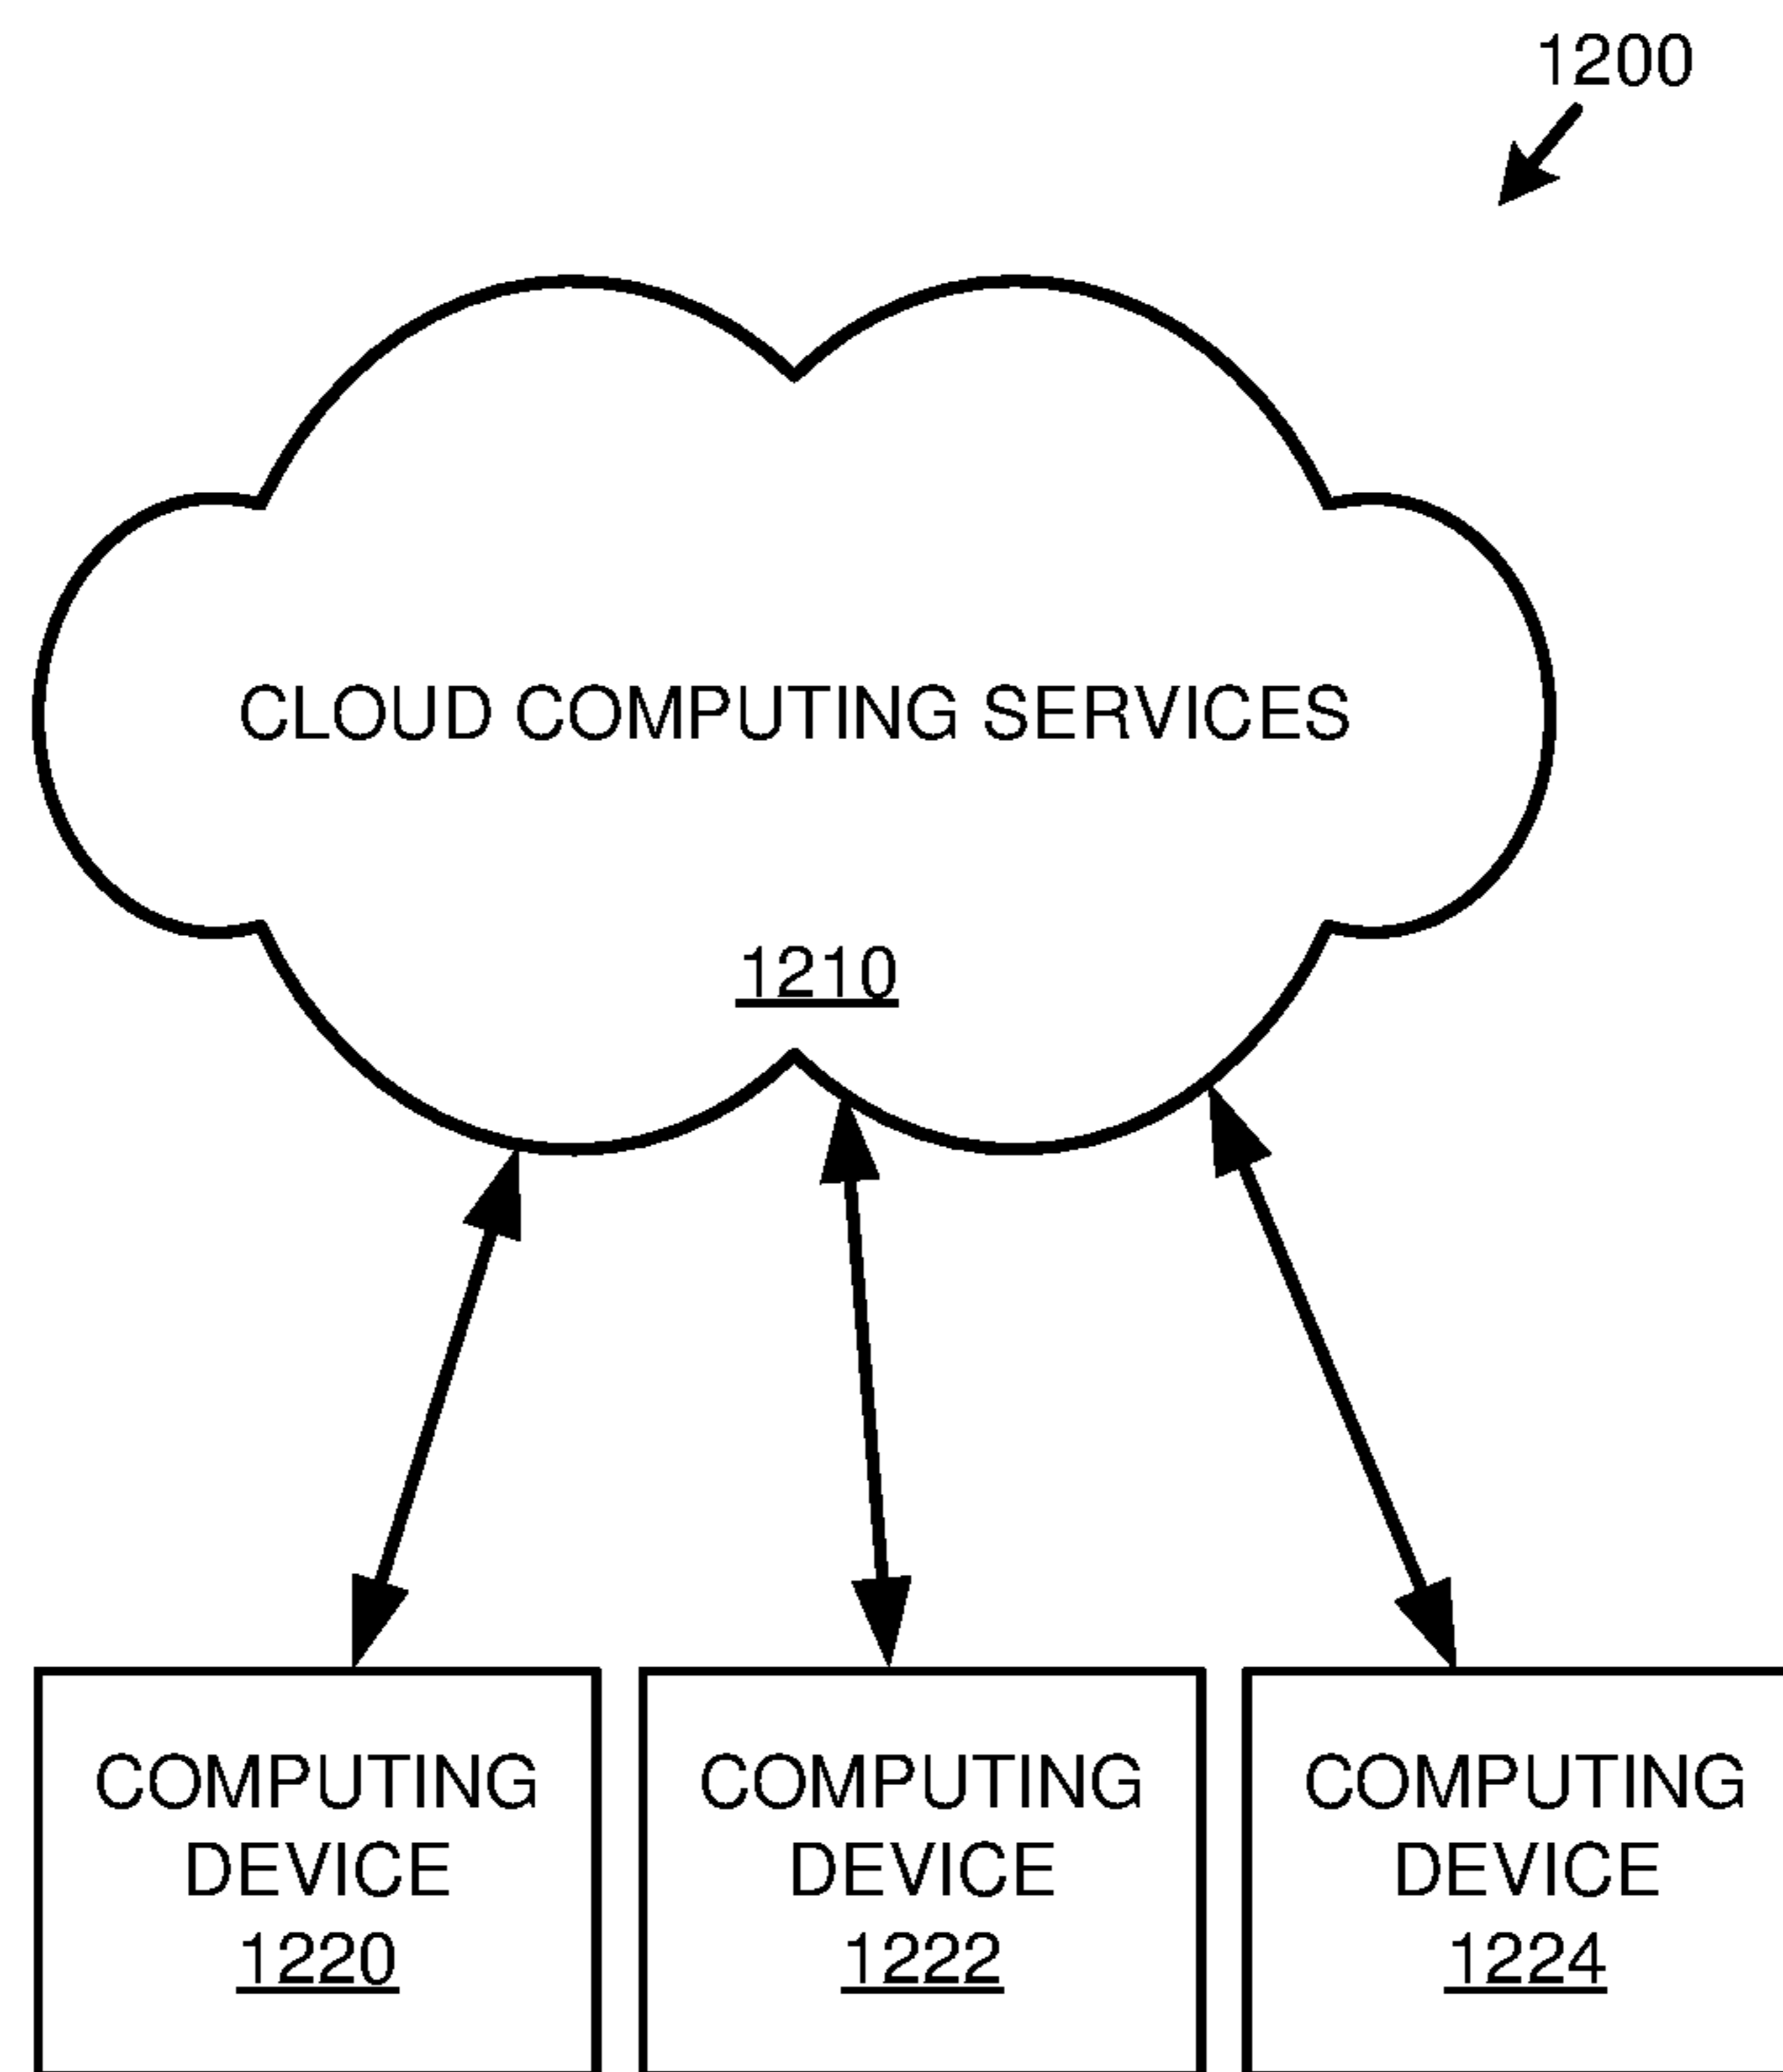 1200
CLOUD COMPUTING SERVICES
1210
COMPUTING
DEVICE
1220
COMPUTING
DEVICE
1222
COMPUTING
DEVICE
1224